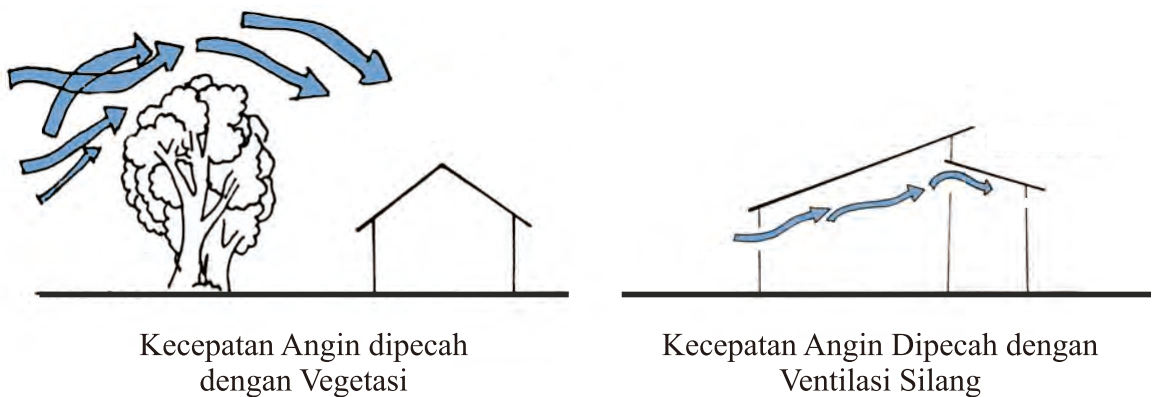 Kecepatan Angin dipecah
dengan Vegetasi
Kecepatan Angin Dipecah dengan
Ventilasi Silang